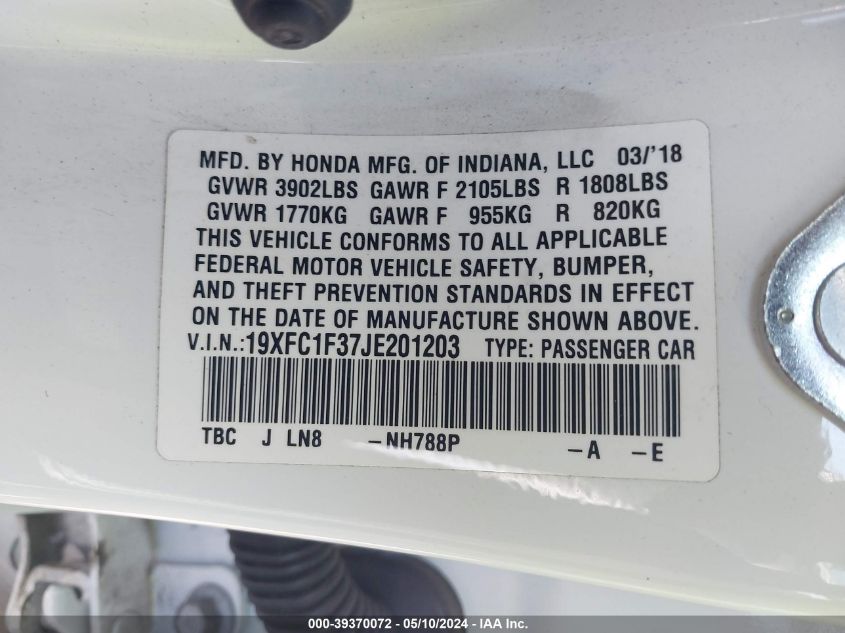 MFD. BY HONDA MFG. OF INDIANA, LLC 03/'18
GVWR 3902LBS GAWR F 2105LBS R 1808LBS
GVWR 1770KG GAWR F 955KG R 820KG
THIS VEHICLE CONFORMS TO ALL APPLICABLE
FEDERAL MOTOR VEHICLE SAFETY, BUMPER,
AND THEFT PREVENTION STANDARDS IN EFFECT
ON THE DATE OF MANUFACTURE SHOWN ABOVE.
V.I.N.:19XFC1F37JE201203 TYPE: PASSENGER CAR
TBC J LN8 -NH788P -A -E
000-39370072 - 05/10/2024 - IAA Inc.